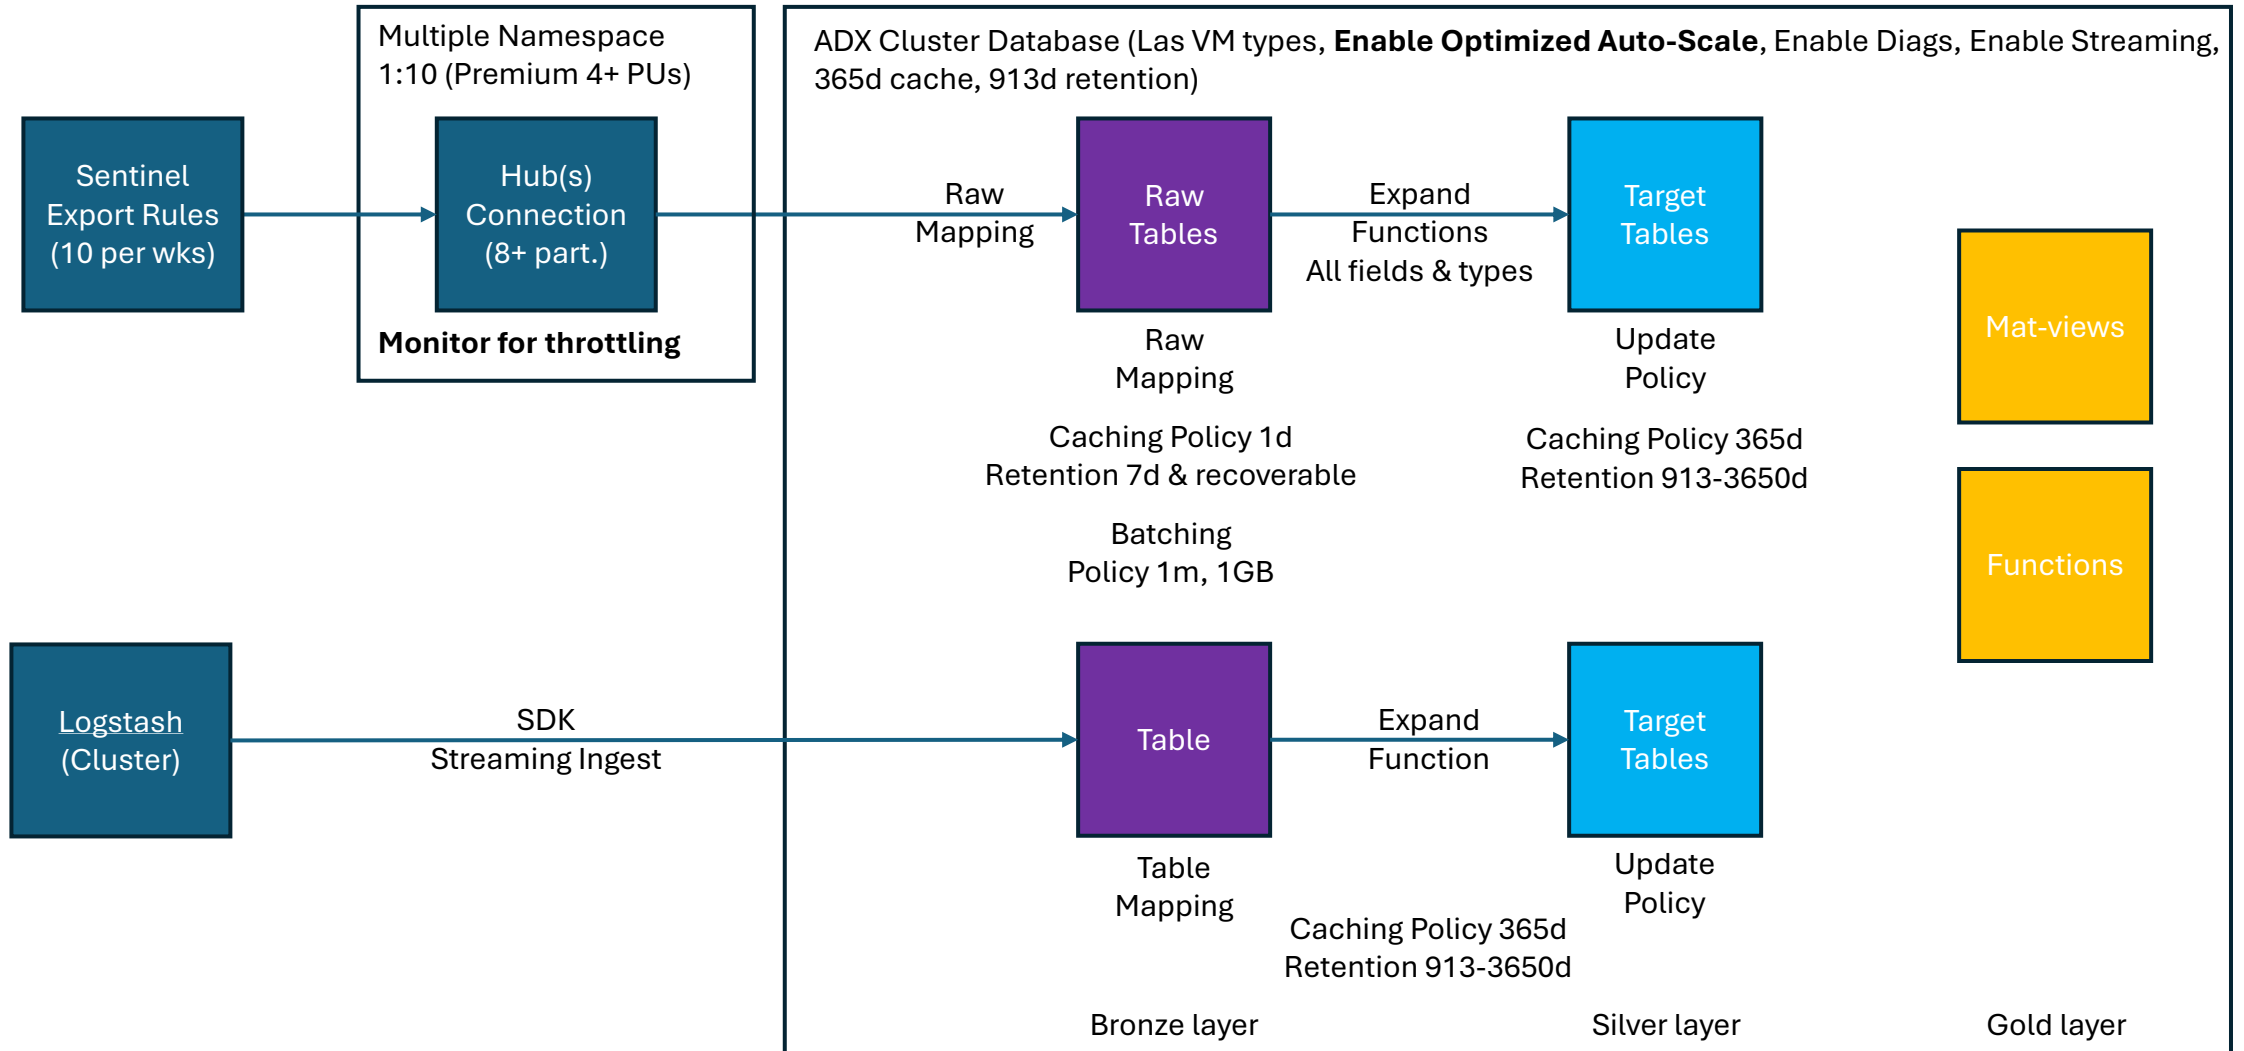 Multiple Namespace
1:10 (Premium 4+ PUs)
ADX Cluster Database (Las VM types, Enable Optimized Auto-Scale, Enable Diags, Enable Streaming,
365d cache, 913d retention)
Sentinel
Export Rules
(10 per wks)
Hub(s)
Connection
(8+ part.)
Monitor for throttling
Raw
Mapping
Raw
Tables
Expand
Functions
All fields & types
Target
Tables
Raw
Mapping
Update
Policy
Caching Policy 1d
Retention 7d & recoverable
Caching Policy 365d
Retention 913-3650d
Batching
Policy 1m, 1GB
Mat-views
Functions
Logstash
(Cluster)
SDK
Streaming Ingest
Table
Expand
Function
Target
Tables
Table
Mapping
Update
Policy
Caching Policy 365d
Retention 913-3650d
Bronze layer
Silver layer
Gold layer